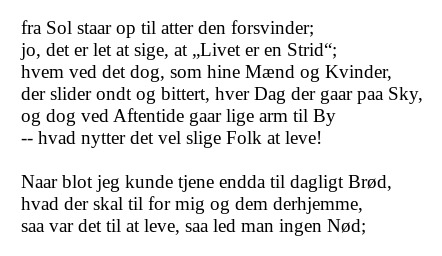 fra Sol staar op til atter den forsvinder;
jo, det er let at sige, at „Livet er en Strid“;
hvem ved det dog, som hine Mænd og Kvinder,
der slider ondt og bittert, hver Dag der gaar paa Sky,
og dog ved Aftentide gaar lige arm til By
-- hvad nytter det vel slige Folk at leve!

Naar blot jeg kunde tjene endda til dagligt Brød,
hvad der skal til for mig og dem derhjemme,
saa var det til at leve, saa led man ingen Nød;